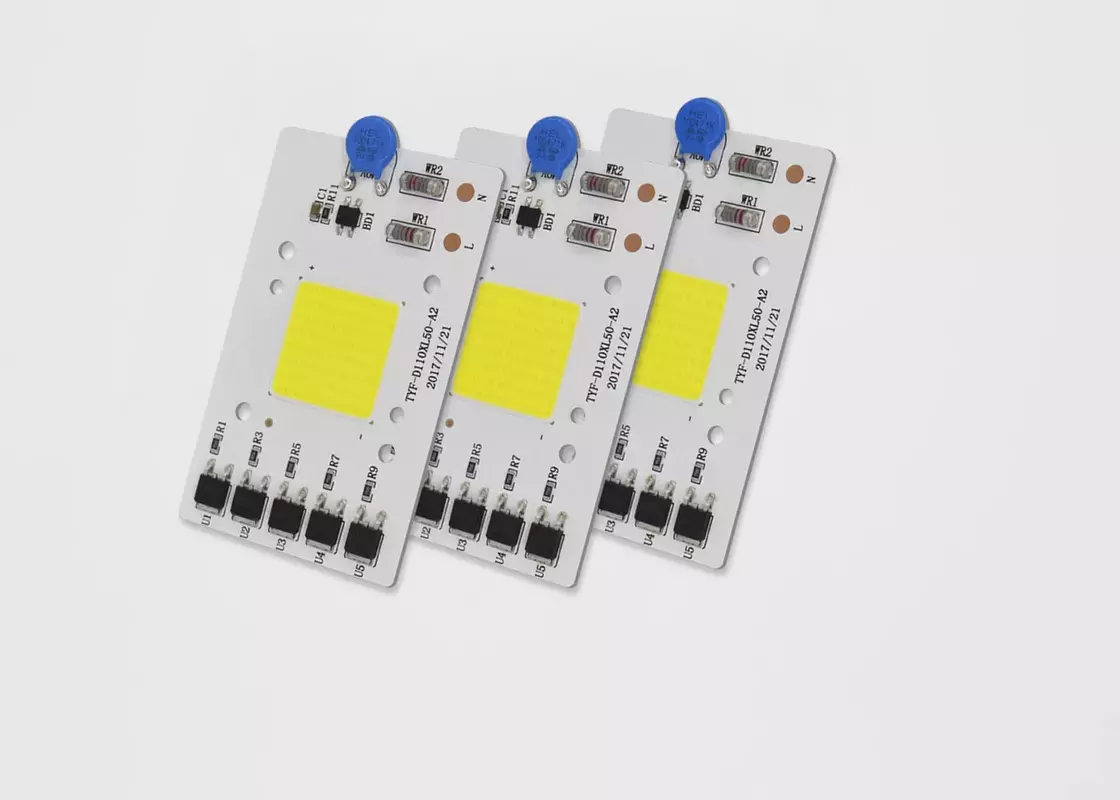 WR2
N
C1
R11
BD1
WR1
L
+
TYF-D110XL50-A2
2017/11/21
-
R1
R3
R5
R7
R9
U1
U2
U3
U4
U5
WR2
N
R11
BD1
WR1
L
+
TYF-D110XL50-A2
2017/11/21
-
R3
R5
R7
R9
U2
U3
U4
U5
WR2
N
BD1
WR1
L
TYF-D110XL50-A2
2017/11/21
-
R5
R7
R9
U3
U4
U5